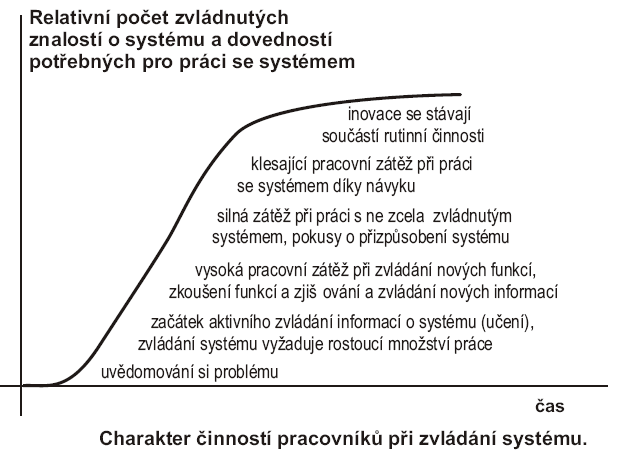 Relativní počet zvládnutých
znalostí o systému a dovedností
potřebných pro práci se systémem
inovace se stávají
součástí rutinní činnosti
klesající pracovní zátěž při práci
se systémem díky návyku
silná zátěž při práci s ne zcela zvládnutým
systémem, pokusy o přizpůsobení systému
vysoká pracovní zátěž při zvládání nových funkcí,
zkoušení funkcí a zjiš ování a zvládání nových informací
začátek aktivního zvládání informací o systému (učení),
zvládání systému vyžaduje rostoucí množství práce
uvědomování si problému
čas
Charakter činností pracovníků při zvládání systému.